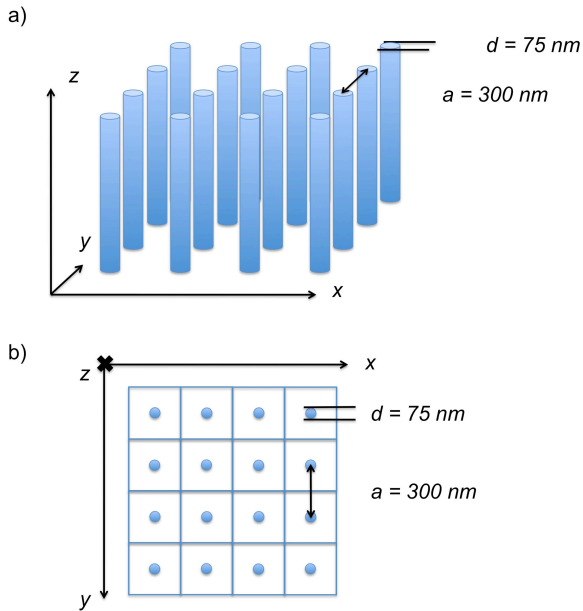 a)
d = 75 nm
z
a = 300 nm
y
x
b)
z
x
d = 75 nm
a = 300 nm
y